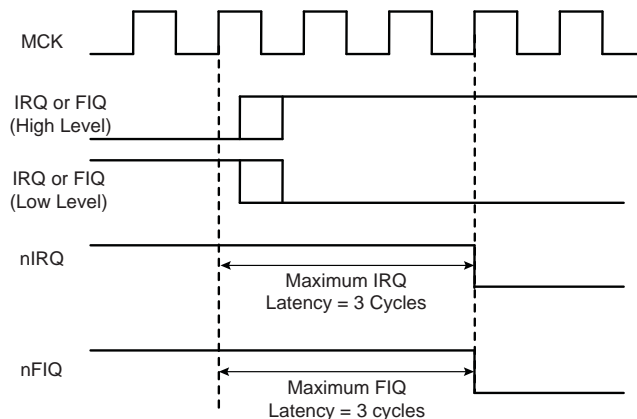 MCK
IRQ or FIQ
(High Level)
IRQ or FIQ
(Low Level)
nIRQ
Maximum IRQ
Latency = 3 Cycles
nFIQ
Maximum FIQ
Latency = 3 cycles